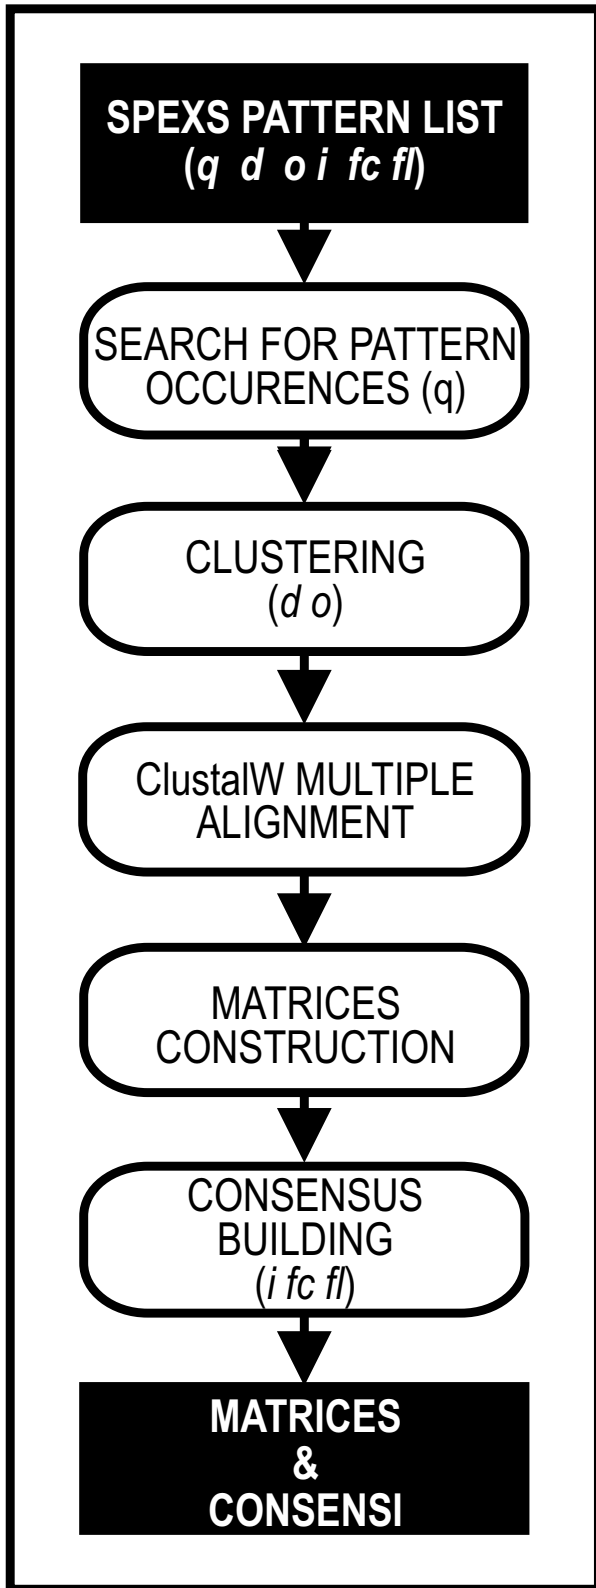 SPEXS PATTERN LIST
(q d o i fc fl)
SEARCH FOR PATTERN
OCCURENCES (q)
CLUSTERING
(d o)
ClustalW MULTIPLE
ALIGNMENT
MATRICES
CONSTRUCTION
CONSENSUS
BUILDING
(i fc fl)
MATRICES
&
CONSENSI